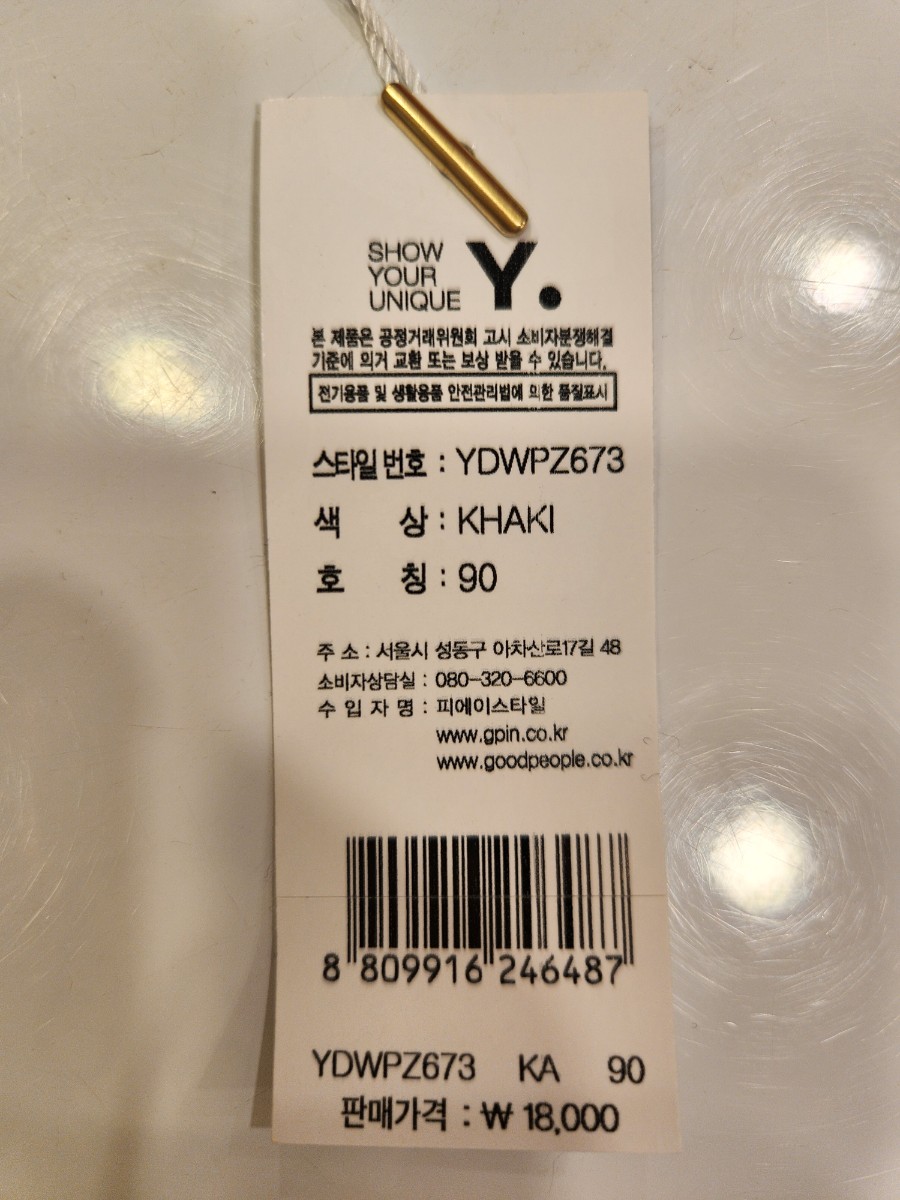 SHOW
YOUR
UNIQUE
Y.
본 제품은 공정거래위원회 고시 소비자분쟁해결
기준에 의거 교환 또는 보상 받을 수 있습니다.
전기용품 및 생활용품 안전관리법에 의한 품질표시
스타일 번호 : YDWPZ673
색 상 : KHAKI
호 칭 : 90
주 소 : 서울시 성동구 아차산로17길 48
소비자상담실 : 080-320-6600
수 입 자 명 : 피에이스타일
www.gpin.co.kr
www.goodpeople.co.kr
8 809916 246487
YDWPZ673 KA 90
판매가격 : ₩ 18,000